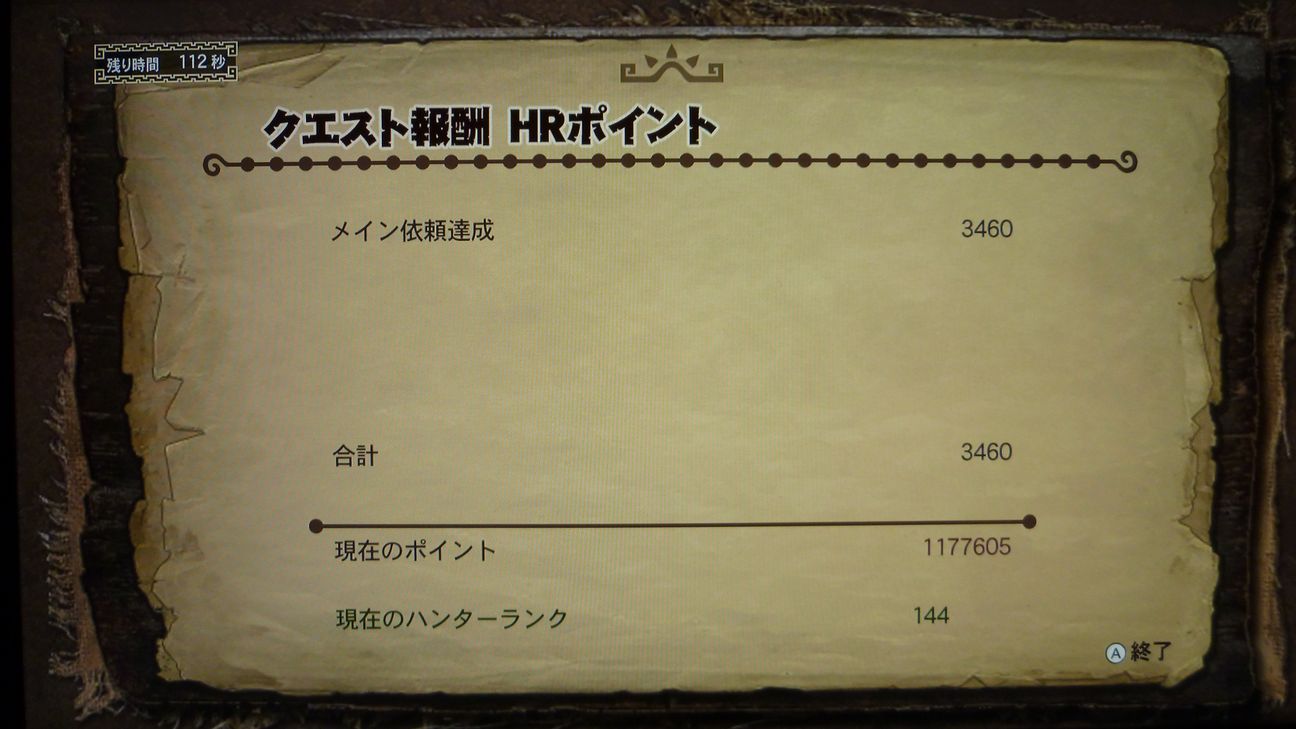 残り時間 112 秒
クエスト報酬 HRポイント
メイン依頼達成 3460
合計 3460
現在のポイント 1177605
現在のハンターランク 144
A 終了